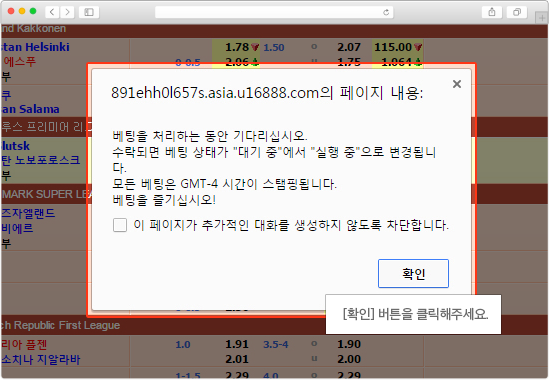 nd Kakkonen
stan Helsinki 1.78 1.50 u 2.07 115.00
에스푸 0-0.5 2.06 u 1.75 1.064
부
891ehh0l657s.asia.u16888.com의 페이지 내용:
쿠
an Salama
루스 프리미어 리그
olutsk
탄 노보포로스크
부
베팅을 처리하는 동안 기다리십시오.
수락되면 베팅 상태가 "대기 중"에서 "실행 중"으로 변경됩니
다.
모든 베팅은 GMT-4 시간이 스탬핑됩니다.
베팅을 즐기십시오!
MARK SUPER LEA
즈자일랜드
비에르
부
이 페이지가 추가적인 대화를 생성하지 않도록 차단합니다.
확인
[확인] 버튼을 클릭해주세요.
ch Republic First League
리아 플젠 1.0 1.91 3.5-4 o 1.90
소치나 지알라바 2.01 u 2.00
1-1.5 2.29 4.0 2.29